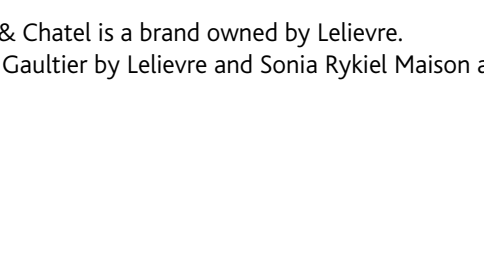 & Chatel is a brand owned by Lelievre.
Gaultier by Lelievre and Sonia Rykiel Maison a